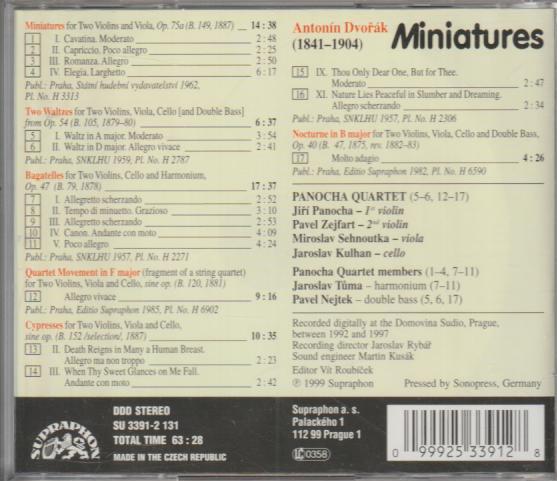 Miniatures for Two Violins and Viola, Op. 75a (B. 149, 1887) 14 : 38
1 I. Cavatina. Moderato 2 : 48
2 II. Capriccio. Poco allegro 2 : 25
3 III. Romanza. Allegro 2 : 50
4 IV. Elegia. Larghetto 6 : 17
Publ.: Praha, Státní hudební vydavatelství 1962,
Pl. No. H 3313
Two Waltzes for Two Violins, Viola, Cello [and Double Bass]
from Op. 54 (B. 105, 1879–80) 6 : 37
5 I. Waltz in A major. Moderato 3 : 54
6 II. Waltz in D major. Allegro vivace 2 : 41
Publ.: Praha, SNKLHU 1959, Pl. No. H 2787
Bagatelles for Two Violins, Cello and Harmonium,
Op. 47 (B. 79, 1878) 17 : 37
7 I. Allegretto scherzando 2 : 52
8 II. Tempo di minuetto. Grazioso 3 : 10
9 III. Allegretto scherzando 2 : 53
10 IV. Canon. Andante con moto 4 : 09
11 V. Poco allegro 4 : 24
Publ.: Praha, SNKLHU 1957, Pl. No. H 2271
Quartet Movement in F major (fragment of a string quartet)
for Two Violins, Viola and Cello, sine op. (B. 120, 1881)
12 Allegro vivace 9 : 16
Publ.: Praha, Editio Supraphon 1985, Pl. No. H 6902
Cypresses for Two Violins, Viola and Cello,
sine op. (B. 152 /selection/, 1887) 10 : 35
13 II. Death Reigns in Many a Human Breast.
Allegro ma non troppo 2 : 23
14 III. When Thy Sweet Glances on Me Fall.
Andante con moto 2 : 42
Antonín Dvořák
(1841–1904)
Miniatures
15 IX. Thou Only Dear One, But for Thee.
Moderato 2 : 47
16 XI. Nature Lies Peaceful in Slumber and Dreaming.
Allegro scherzando 2 : 34
Publ.: Praha, SNKLHU 1957, Pl. No. H 2306
Nocturne in B major for Two Violins, Viola, Cello and Double Bass,
Op. 40 (B. 47, 1875, rev. 1882–83)
17 Molto adagio 4 : 26
Publ.: Praha, Editio Supraphon 1982, Pl. No. H 6590
PANOCHA QUARTET (5–6, 12–17)
Jiří Panocha – 1st violin
Pavel Zejfart – 2nd violin
Miroslav Sehnoutka – viola
Jaroslav Kulhan – cello
Panocha Quartet members (1–4, 7–11)
Jaroslav Tůma – harmonium (7–11)
Pavel Nejtek – double bass (5, 6, 17)
Recorded digitally at the Domovina Sudio, Prague,
between 1992 and 1997
Recording director Jaroslav Rybář
Sound engineer Martin Kusák
Editor Vít Roubíček
℗ 1999 Supraphon Pressed by Sonopress, Germany
SUPRAPHON
DDD STEREO
SU 3391-2 131
TOTAL TIME 63 : 28
MADE IN THE CZECH REPUBLIC
Supraphon a. s.
Palackého 1
112 99 Prague 1
LC 0358
0 99925 33912 8